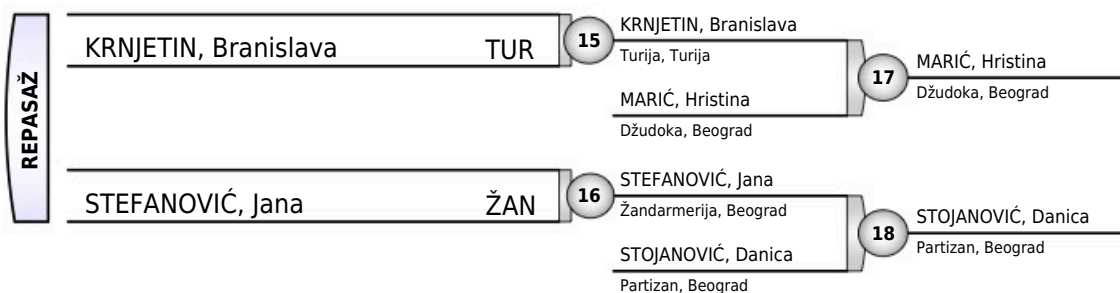 REPASAŽ
KRNJETIN, Branislava TUR
15
KRNJETIN, Branislava
Turija, Turija
MARIĆ, Hristina
Džudoka, Beograd
17
MARIĆ, Hristina
Džudoka, Beograd
STEFANOVIĆ, Jana ŽAN
16
STEFANOVIĆ, Jana
Žandarmerija, Beograd
STOJANOVIĆ, Danica
Partizan, Beograd
18
STOJANOVIĆ, Danica
Partizan, Beograd